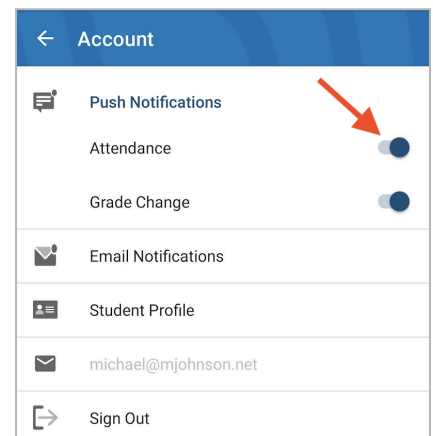 Account
Push Notifications
Attendance
Grade Change
Email Notifications
Student Profile
michael@mjohnson.net
Sign Out